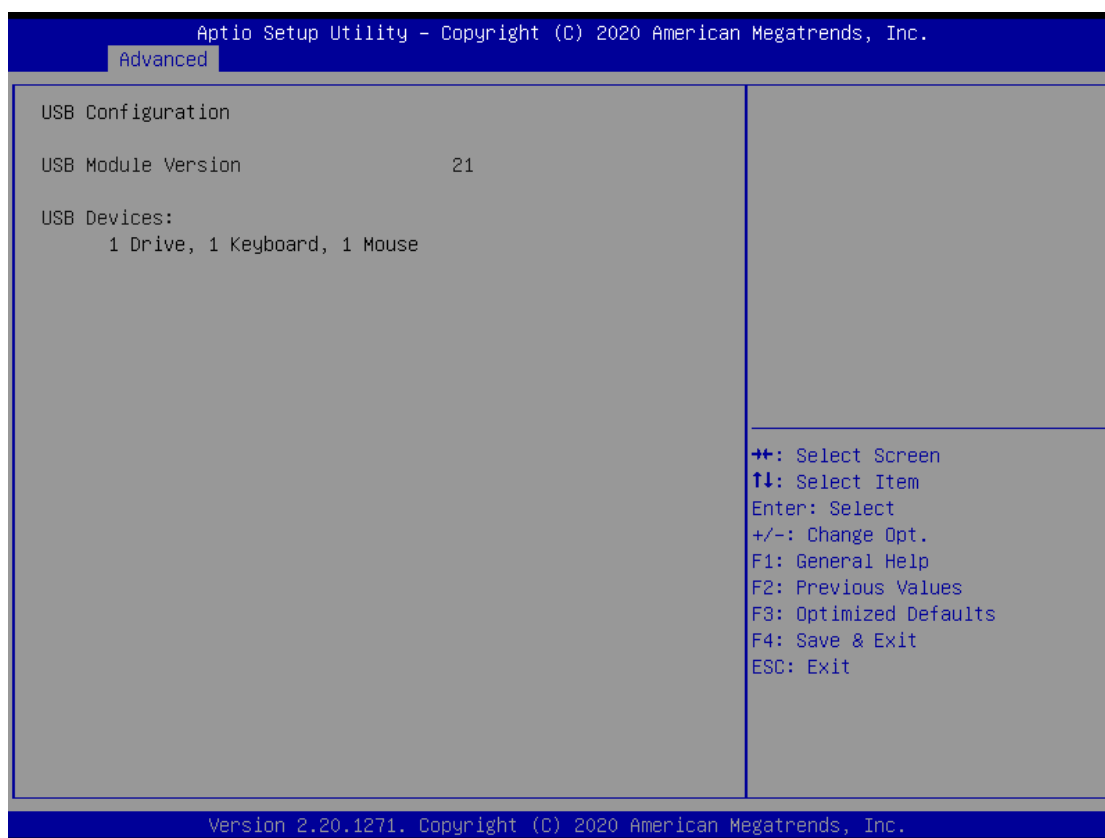 Aptio Setup Utility – Copyright (C) 2020 American Megatrends, Inc.
Advanced
USB Configuration
USB Module Version 21
USB Devices:
1 Drive, 1 Keyboard, 1 Mouse
→←: Select Screen
↑↓: Select Item
Enter: Select
+/-: Change Opt.
F1: General Help
F2: Previous Values
F3: Optimized Defaults
F4: Save & Exit
ESC: Exit
Version 2.20.1271. Copyright (C) 2020 American Megatrends, Inc.